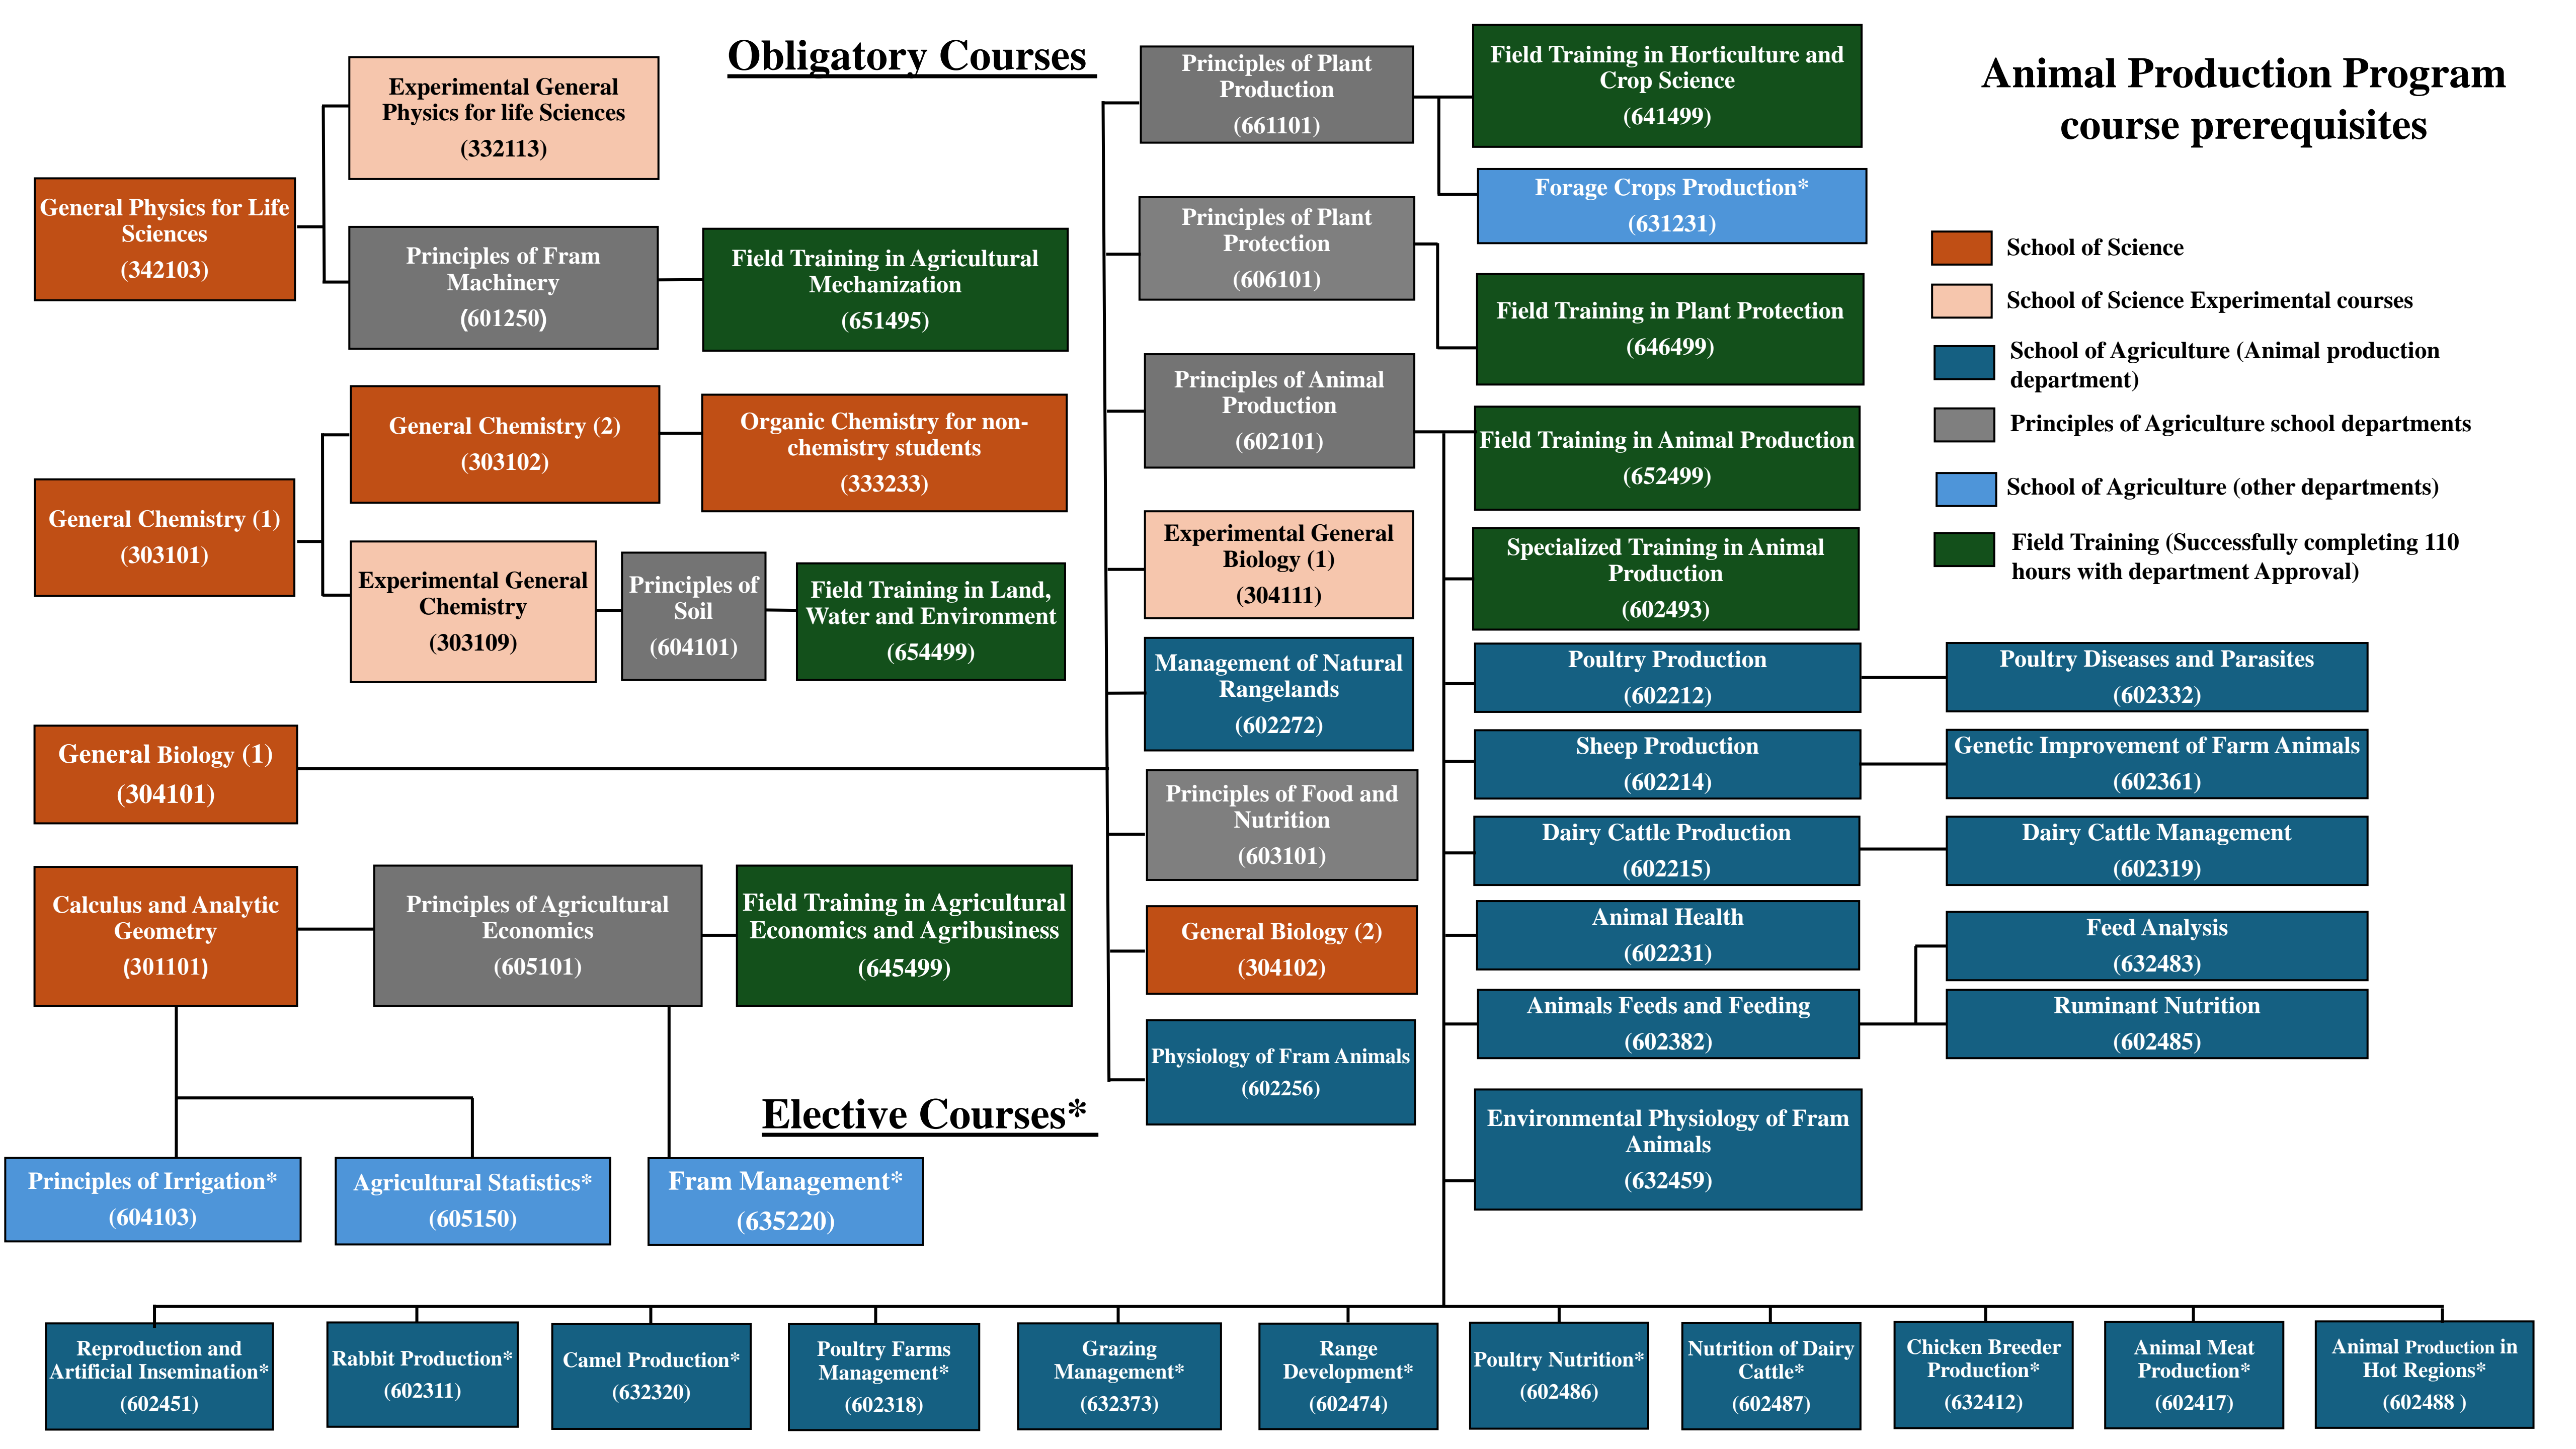 Obligatory Courses
Animal Production Program
course prerequisites
Experimental General
Physics for life Sciences
(332113)
General Physics for Life
Sciences
(342103)
Principles of Fram
Machinery
(601250)
Field Training in Agricultural
Mechanization
(651495)
General Chemistry (1)
(303101)
General Chemistry (2)
(303102)
Organic Chemistry for non-
chemistry students
(333233)
Experimental General
Chemistry
(303109)
Principles of
Soil
(604101)
Field Training in Land,
Water and Environment
(654499)
General Biology (1)
(304101)
Calculus and Analytic
Geometry
(301101)
Principles of Agricultural
Economics
(605101)
Field Training in Agricultural
Economics and Agribusiness
(645499)
Elective Courses*
Principles of Irrigation*
(604103)
Agricultural Statistics*
(605150)
Fram Management*
(635220)
Principles of Plant
Production
(661101)
Principles of Plant
Protection
(606101)
Principles of Animal
Production
(602101)
Experimental General
Biology (1)
(304111)
Management of Natural
Rangelands
(602272)
Principles of Food and
Nutrition
(603101)
General Biology (2)
(304102)
Physiology of Fram Animals
(602256)
Field Training in Horticulture and
Crop Science
(641499)
Forage Crops Production*
(631231)
Field Training in Plant Protection
(646499)
Field Training in Animal Production
(652499)
Specialized Training in Animal
Production
(602493)
Poultry Production
(602212)
Poultry Diseases and Parasites
(602332)
Sheep Production
(602214)
Genetic Improvement of Farm Animals
(602361)
Dairy Cattle Production
(602215)
Dairy Cattle Management
(602319)
Animal Health
(602231)
Feed Analysis
(632483)
Animals Feeds and Feeding
(602382)
Ruminant Nutrition
(602485)
Environmental Physiology of Fram
Animals
(632459)
School of Science
School of Science Experimental courses
School of Agriculture (Animal production
department)
Principles of Agriculture school departments
School of Agriculture (other departments)
Field Training (Successfully completing 110
hours with department Approval)
Reproduction and
Artificial Insemination*
(602451)
Rabbit Production*
(602311)
Camel Production*
(632320)
Poultry Farms
Management*
(602318)
Grazing
Management*
(632373)
Range
Development*
(602474)
Poultry Nutrition*
(602486)
Nutrition of Dairy
Cattle*
(602487)
Chicken Breeder
Production*
(632412)
Animal Meat
Production*
(602417)
Animal Production in
Hot Regions*
(602488 )